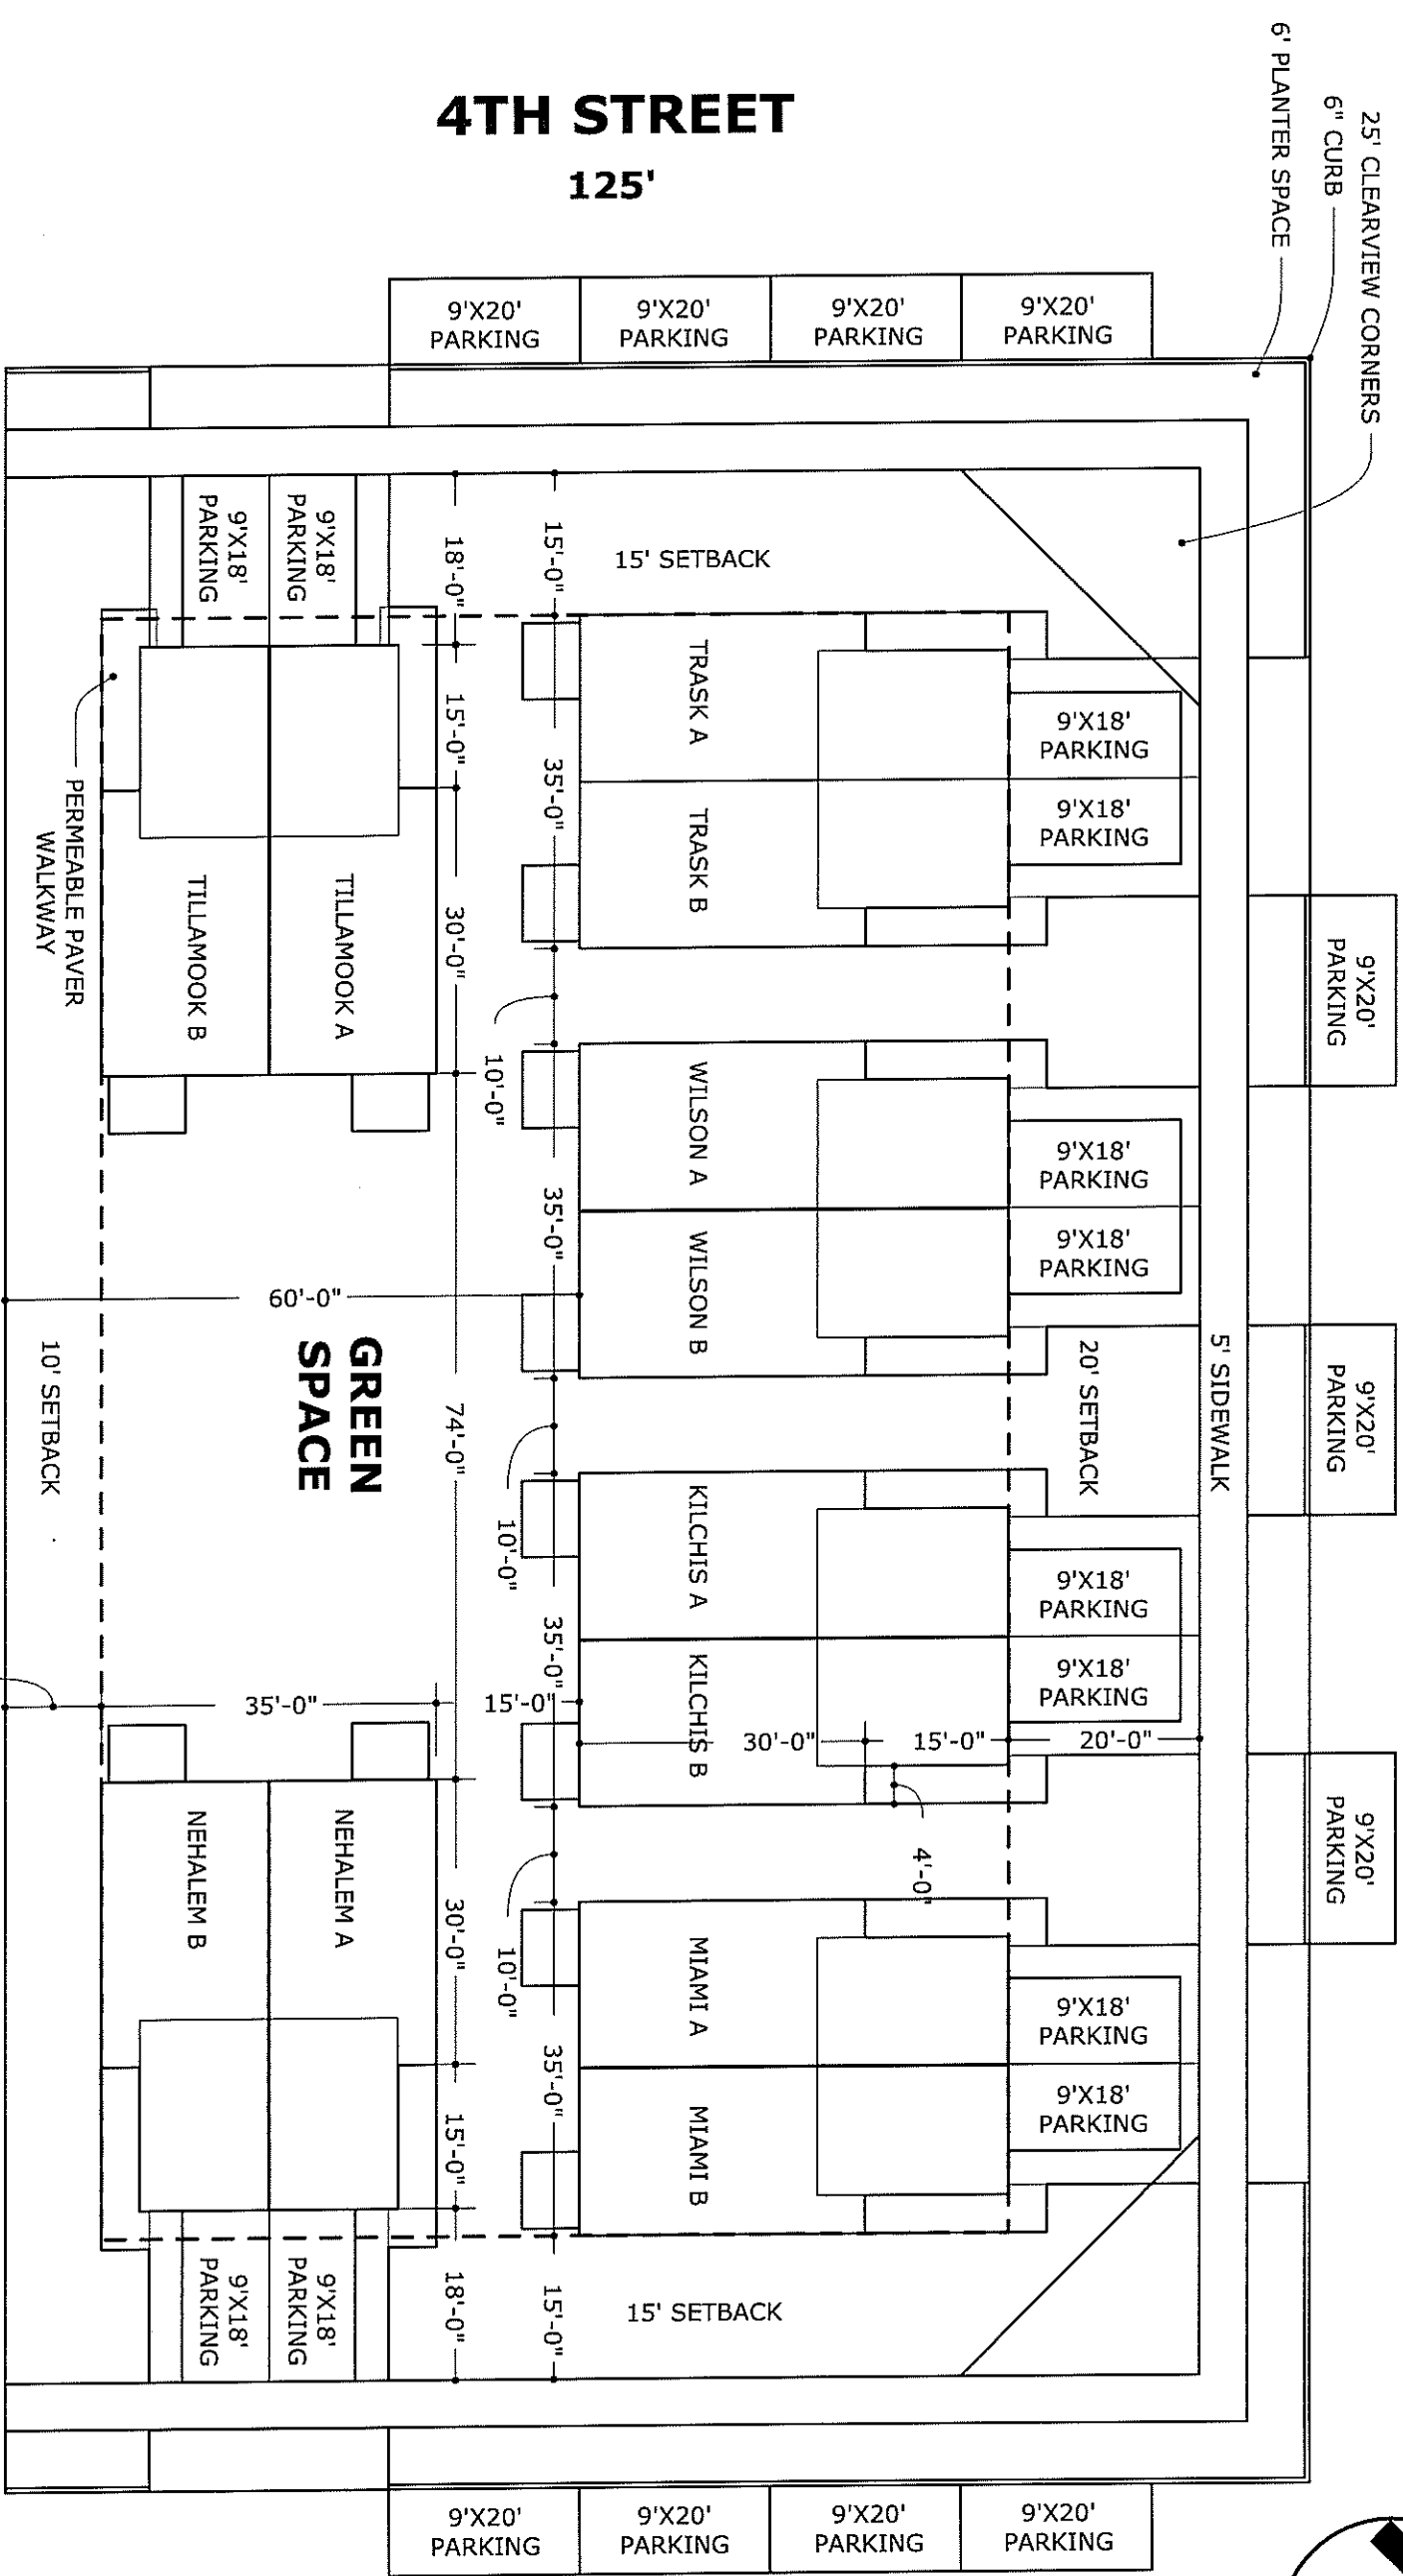 4TH STREET
125'
25' CLEARVIEW CORNERS
6" CURB
6' PLANTER SPACE
9'X20'
PARKING
9'X20'
PARKING
9'X20'
PARKING
9'X20'
PARKING
9'X20'
PARKING
9'X20'
PARKING
9'X20'
PARKING
5' SIDEWALK
20' SETBACK
15' SETBACK
9'X18'
PARKING
9'X18'
PARKING
9'X18'
PARKING
9'X18'
PARKING
9'X18'
PARKING
9'X18'
PARKING
9'X18'
PARKING
9'X18'
PARKING
20'-0"
15'-0"
30'-0"
4'-0"
TRASK A
TRASK B
WILSON A
WILSON B
KILCHIS A
KILCHIS B
MIAMI A
MIAMI B
15'-0"
35'-0"
10'-0"
35'-0"
10'-0"
35'-0"
10'-0"
35'-0"
15'-0"
18'-0"
15'-0"
30'-0"
74'-0"
30'-0"
15'-0"
18'-0"
15'-0"
35'-0"
60'-0"
9'X18'
PARKING
9'X18'
PARKING
TILLAMOOK A
TILLAMOOK B
GREEN
SPACE
NEHALEM A
NEHALEM B
9'X18'
PARKING
9'X18'
PARKING
PERMEABLE PAVER
WALKWAY
10' SETBACK
15' SETBACK
9'X20'
PARKING
9'X20'
PARKING
9'X20'
PARKING
9'X20'
PARKING